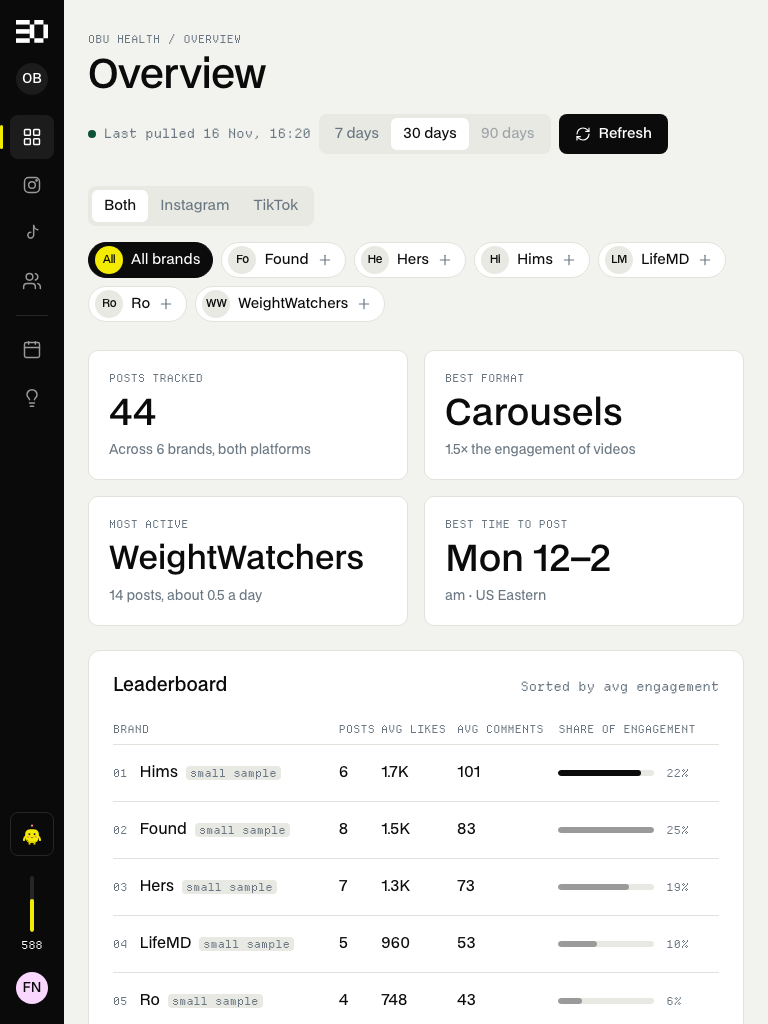 OB
OBU HEALTH / OVERVIEW
Overview
Last pulled 16 Nov, 16:20
7 days
30 days
90 days
Refresh
Both
Instagram
TikTok
All All brands
Fo Found +
He Hers +
Hi Hims +
LM LifeMD +
Ro Ro +
WW WeightWatchers +
POSTS TRACKED
44
Across 6 brands, both platforms
BEST FORMAT
Carousels
1.5× the engagement of videos
MOST ACTIVE
WeightWatchers
14 posts, about 0.5 a day
BEST TIME TO POST
Mon 12–2
am · US Eastern
Leaderboard
Sorted by avg engagement
BRAND POSTS AVG LIKES AVG COMMENTS SHARE OF ENGAGEMENT
01 Hims small sample 6 1.7K 101 22%
02 Found small sample 8 1.5K 83 25%
03 Hers small sample 7 1.3K 73 19%
04 LifeMD small sample 5 960 53 10%
05 Ro small sample 4 748 43 6%
588
FN